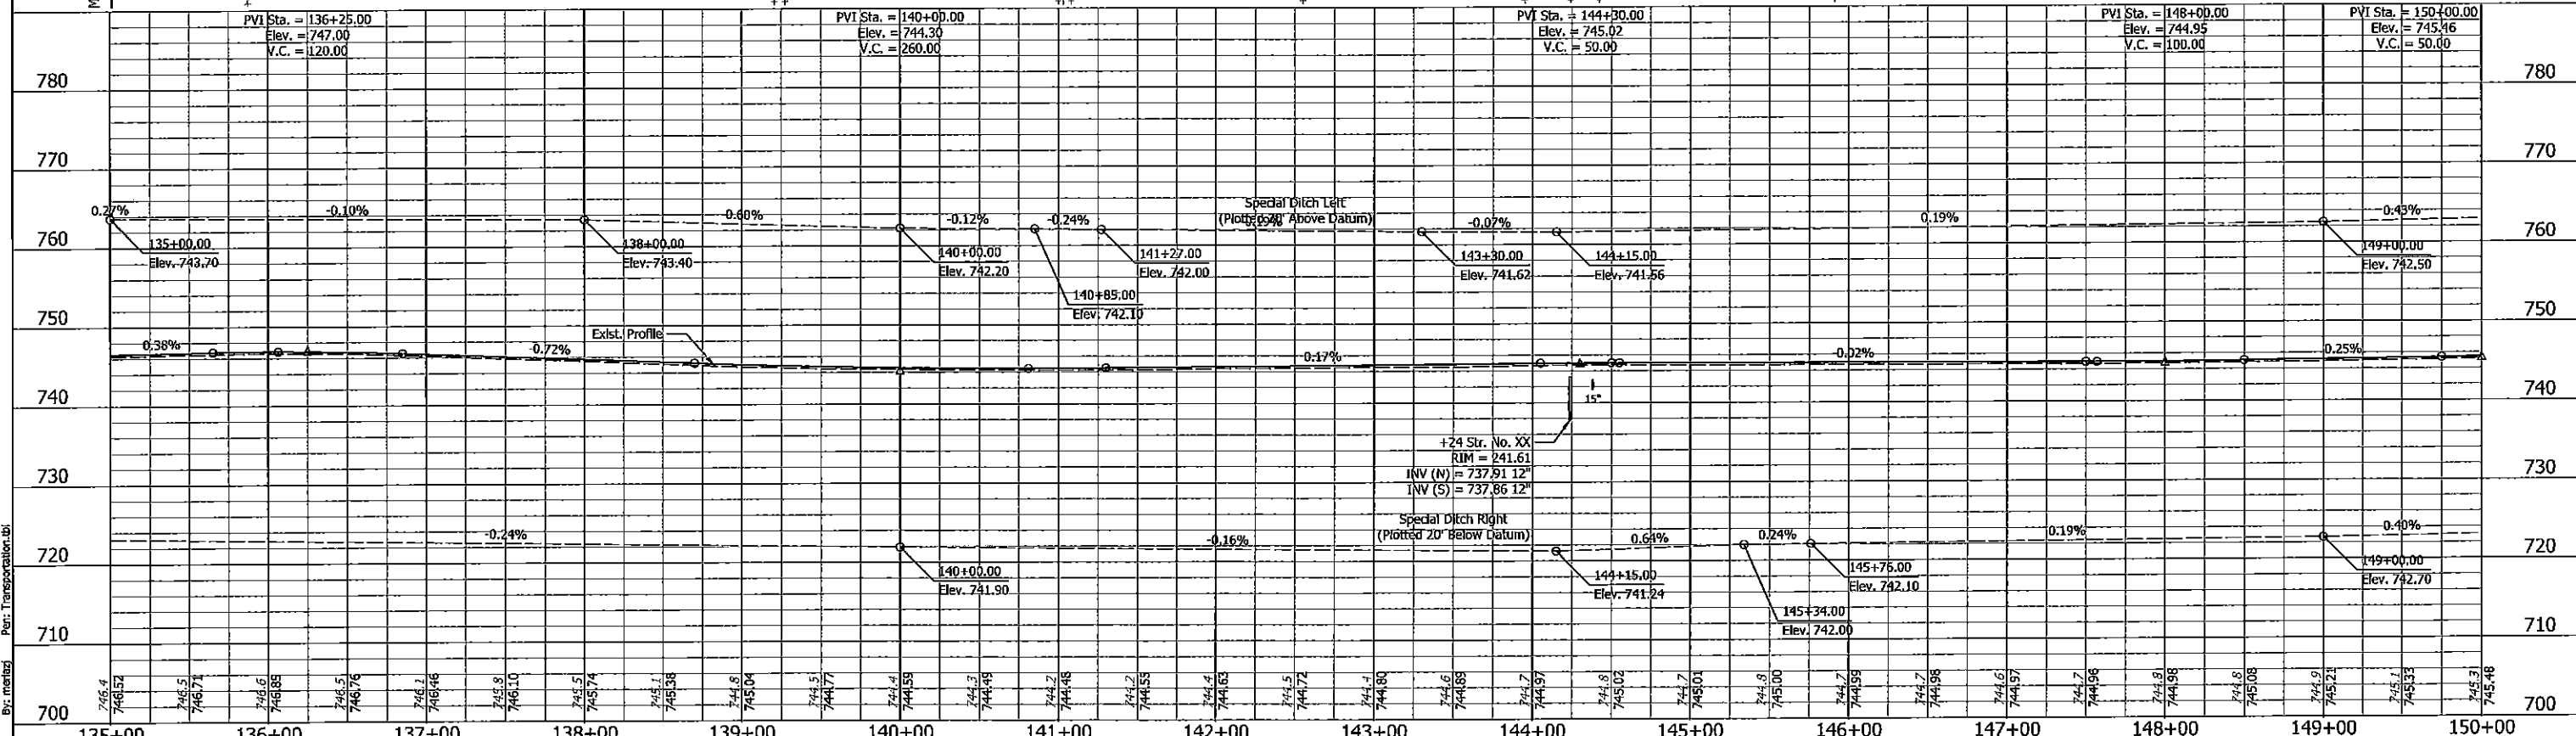 PVI Sta. = 136+25.00
Elev. = 747.00
V.C. = 120.00
PVI Sta. = 140+00.00
Elev. = 744.30
V.C. = 260.00
PVI Sta. = 144+30.00
Elev. = 745.02
V.C. = 50.00
PVI Sta. = 148+00.00
Elev. = 744.95
V.C. = 100.00
PVI Sta. = 150+00.00
Elev. = 745.46
V.C. = 50.00
780 780
770 770
Special Ditch Left
(Plotted 20' Above Datum)
0.27% -0.10% -0.60% -0.12% -0.24% -0.19% -0.07% 0.19% 0.43%
760 760
135+00.00
Elev. 743.70
138+00.00
Elev. 743.40
140+00.00
Elev. 742.20
140+85.00
Elev. 742.10
141+27.00
Elev. 742.00
143+30.00
Elev. 741.62
144+15.00
Elev. 741.56
149+00.00
Elev. 742.50
750 750
Exist. Profile
0.38% -0.72% 0.17% -0.02% 0.25%
740 740
15"
+24 Str. No. XX
RIM = 241.61
INV (N) = 737.91 12"
INV (S) = 737.86 12"
730 730
Special Ditch Right
(Plotted 20' Below Datum)
-0.24% -0.16% 0.64% 0.24% 0.19% 0.40%
720 720
140+00.00
Elev. 741.90
144+15.00
Elev. 741.24
145+34.00
Elev. 742.00
145+76.00
Elev. 742.10
149+00.00
Elev. 742.70
710 710
700 700
746.4 746.5 746.6 746.5 746.1 745.8 745.5 745.1 744.8 744.5 744.4 744.3 744.2 744.2 744.4 744.5 744.4 744.6 744.7 744.8 744.7 744.8 744.7 744.7 744.6 744.7 744.8 744.8 744.9 745.1 745.3
746.52 746.71 746.85 746.76 746.46 746.10 745.74 745.38 745.04 744.77 744.59 744.49 744.48 744.55 744.63 744.72 744.80 744.89 744.97 745.02 745.01 745.00 744.99 744.98 744.97 744.96 744.98 745.08 745.21 745.33 745.48
135+00 136+00 137+00 138+00 139+00 140+00 141+00 142+00 143+00 144+00 145+00 146+00 147+00 148+00 149+00 150+00
Pen: Transportation.tbl